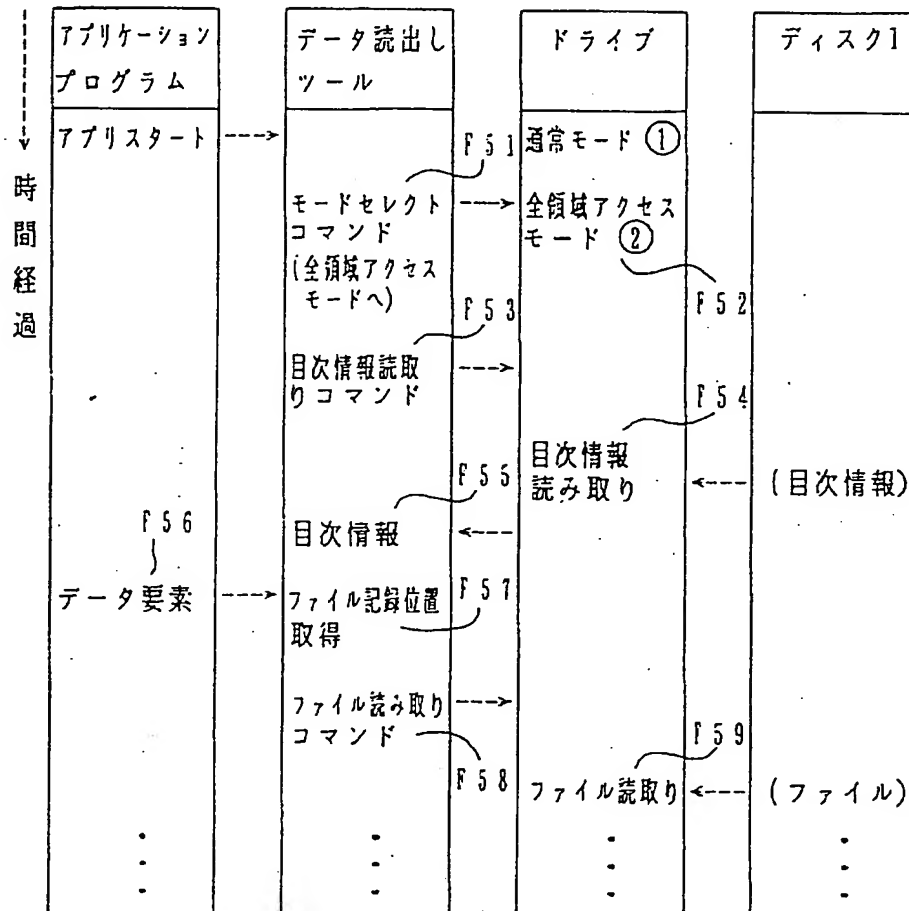 アプリケーション
プログラム
データ読出し
ツール
ドライブ
ディスク1
時間経過
アプリスタート
F51
通常モード ①
モードセレクト
コマンド
(全領域アクセス
モードへ)
全領域アクセス
モード ②
F52
F53
目次情報読取
りコマンド
F54
目次情報
読み取り
(目次情報)
F55
目次情報
F56
データ要素
F57
ファイル記録位置
取得
ファイル読み取り
コマンド
F58
F59
ファイル読取り
(ファイル)